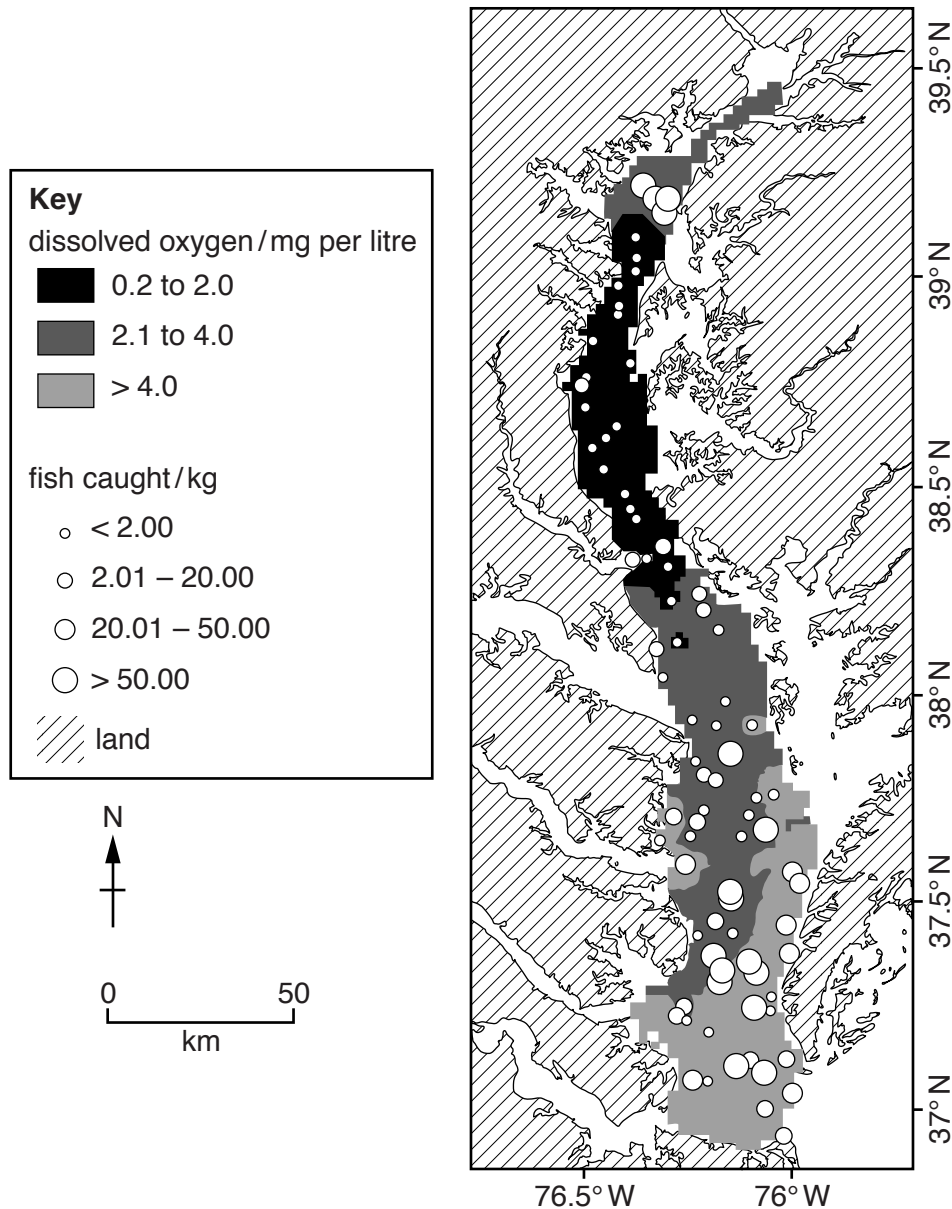 Key
dissolved oxygen / mg per litre
0.2 to 2.0
2.1 to 4.0
> 4.0
fish caught / kg
< 2.00
2.01 – 20.00
20.01 – 50.00
> 50.00
land
N
0
50
km
39.5° N
39° N
38.5° N
38° N
37.5° N
37° N
76.5° W
76° W